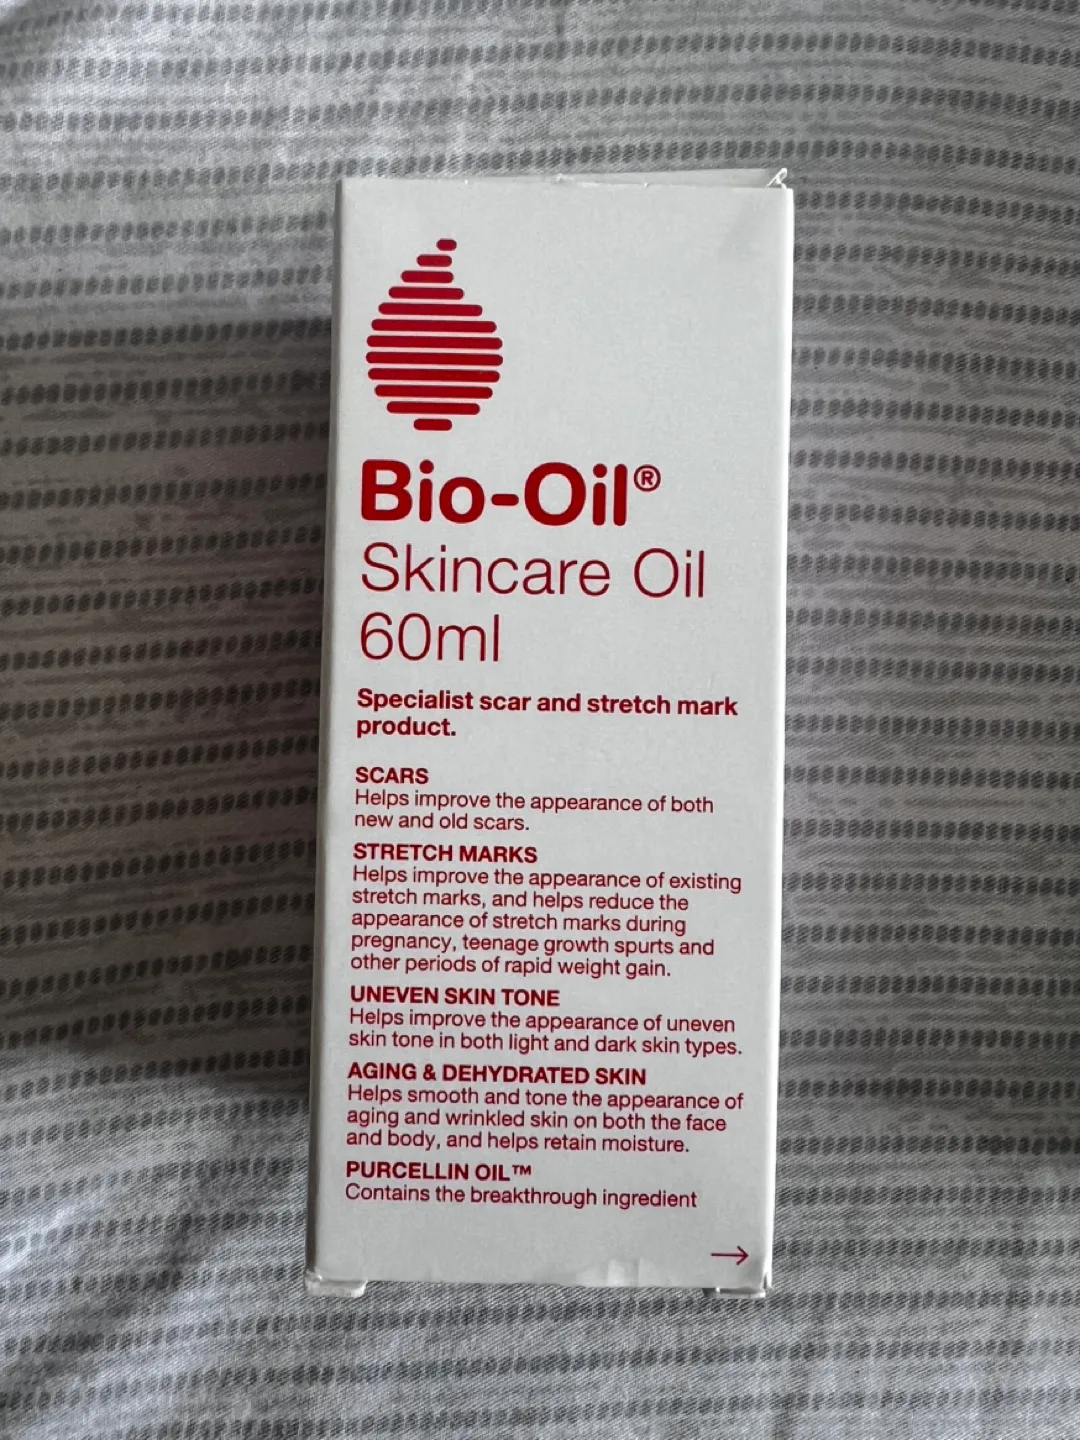 Bio-Oil®
Skincare Oil
60ml
Specialist scar and stretch mark
product.
SCARS
Helps improve the appearance of both
new and old scars.
STRETCH MARKS
Helps improve the appearance of existing
stretch marks, and helps reduce the
appearance of stretch marks during
pregnancy, teenage growth spurts and
other periods of rapid weight gain.
UNEVEN SKIN TONE
Helps improve the appearance of uneven
skin tone in both light and dark skin types.
AGING & DEHYDRATED SKIN
Helps smooth and tone the appearance of
aging and wrinkled skin on both the face
and body, and helps retain moisture.
PURCELLIN OIL™
Contains the breakthrough ingredient
→